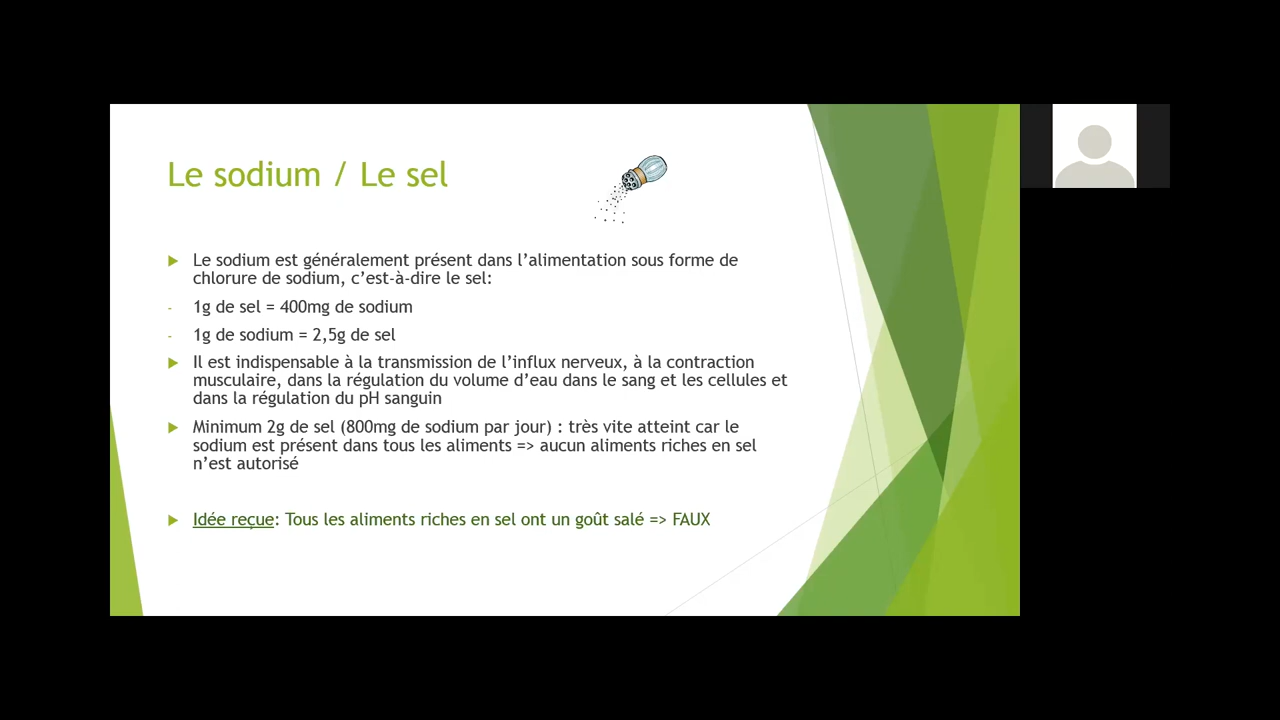 Le sodium / Le sel
Le sodium est généralement présent dans l'alimentation sous forme de
chlorure de sodium, c'est-à-dire le sel:
- 1g de sel = 400mg de sodium
- 1g de sodium = 2,5g de sel
Il est indispensable à la transmission de l'influx nerveux, à la contraction
musculaire, dans la régulation du volume d'eau dans le sang et les cellules et
dans la régulation du pH sanguin
Minimum 2g de sel (800mg de sodium par jour) : très vite atteint car le
sodium est présent dans tous les aliments => aucun aliments riches en sel
n'est autorisé
Idée reçue: Tous les aliments riches en sel ont un goût salé => FAUX